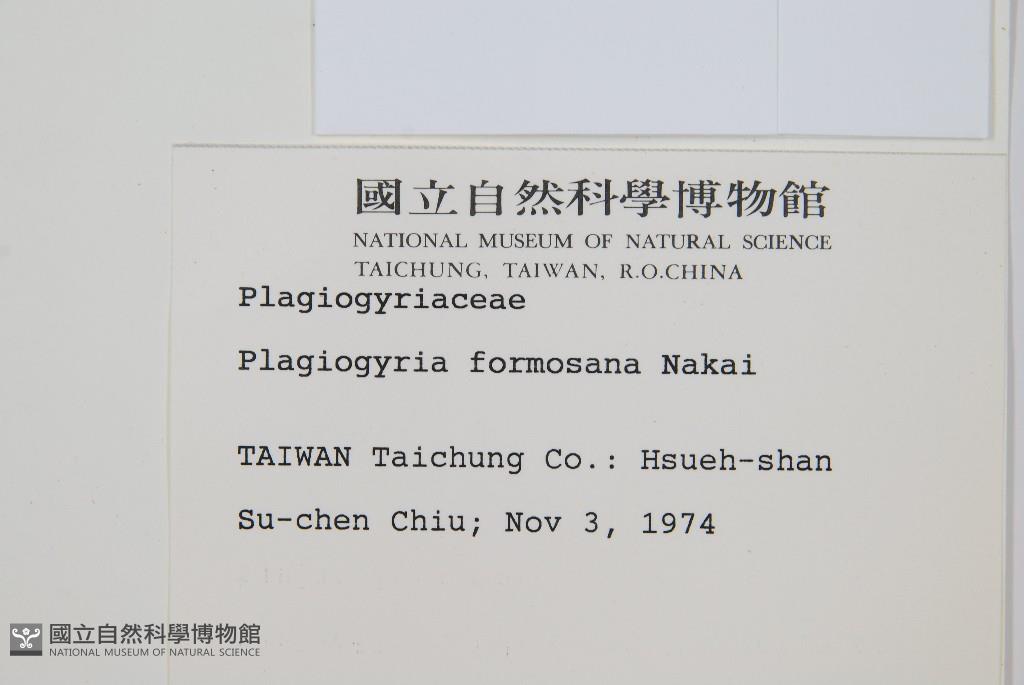 國立自然科學博物館
NATIONAL MUSEUM OF NATURAL SCIENCE
TAICHUNG, TAIWAN, R.O.CHINA
Plagiogyriaceae
Plagiogyria formosana Nakai
TAIWAN Taichung Co.: Hsueh-shan
Su-chen Chiu; Nov 3, 1974
國立自然科學博物館
NATIONAL MUSEUM OF NATURAL SCIENCE